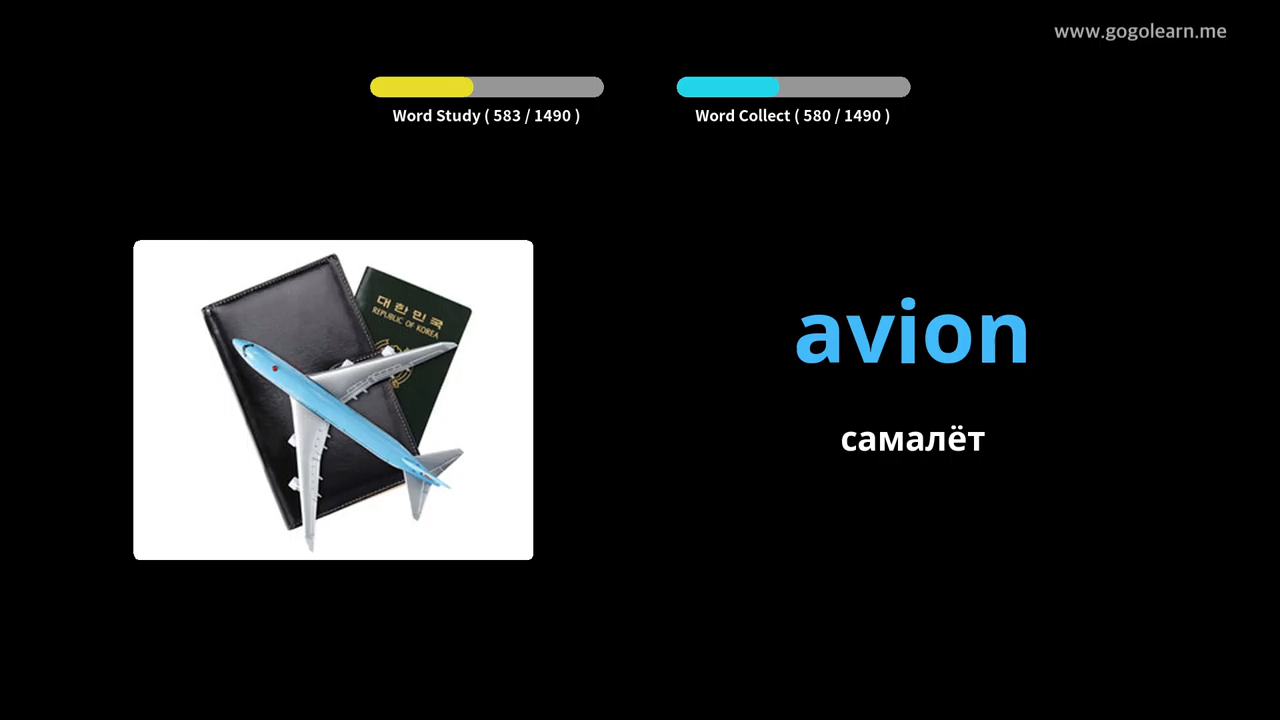 www.gogolearn.me
Word Study ( 583 / 1490 )
Word Collect ( 580 / 1490 )
대한민국
REPUBLIC OF KOREA
avion
самалёт